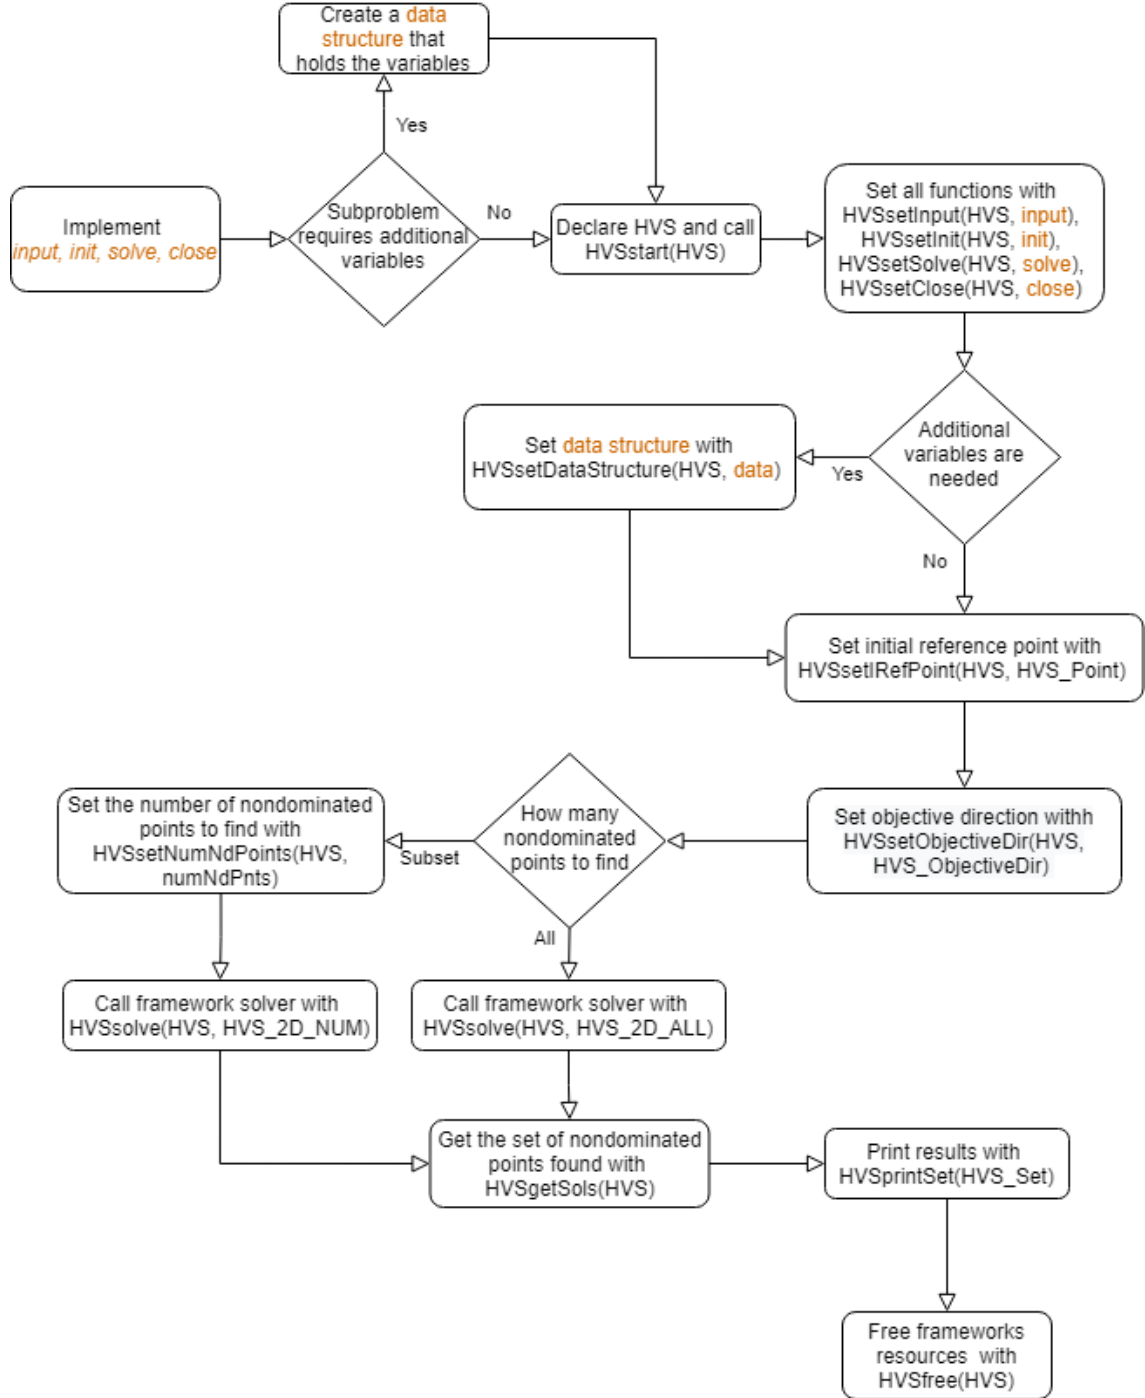 Create a data
structure that
holds the variables
Yes
Implement
input, init, solve, close
Subproblem
requires additional
variables
No
Declare HVS and call
HVSstart(HVS)
Set all functions with
HVSsetInput(HVS, input),
HVSsetInit(HVS, init),
HVSsetSolve(HVS, solve),
HVSsetClose(HVS, close)
Additional
variables are
needed
Yes
Set data structure with
HVSsetDataStructure(HVS, data)
No
Set initial reference point with
HVSsetIRefPoint(HVS, HVS_Point)
Set objective direction withh
HVSsetObjectiveDir(HVS,
HVS_ObjectiveDir)
How many
nondominated
points to find
Subset
Set the number of nondominated
points to find with
HVSsetNumNdPoints(HVS,
numNdPnts)
All
Call framework solver with
HVSsolve(HVS, HVS_2D_NUM)
Call framework solver with
HVSsolve(HVS, HVS_2D_ALL)
Get the set of nondominated
points found with
HVSgetSols(HVS)
Print results with
HVSprintSet(HVS_Set)
Free frameworks
resources with
HVSfree(HVS)